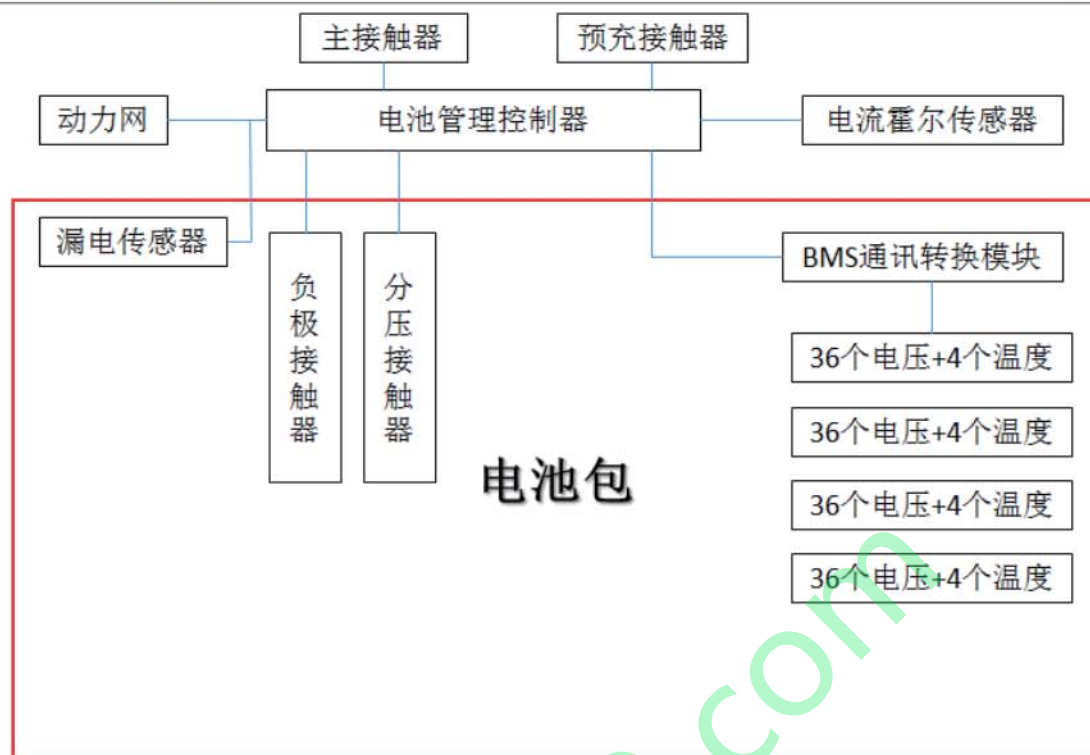 主接触器
预充接触器
动力网
电池管理控制器
电流霍尔传感器
漏电传感器
负极接触器
分压接触器
BMS通讯转换模块
36个电压+4个温度
36个电压+4个温度
电池包
36个电压+4个温度
36个电压+4个温度
com